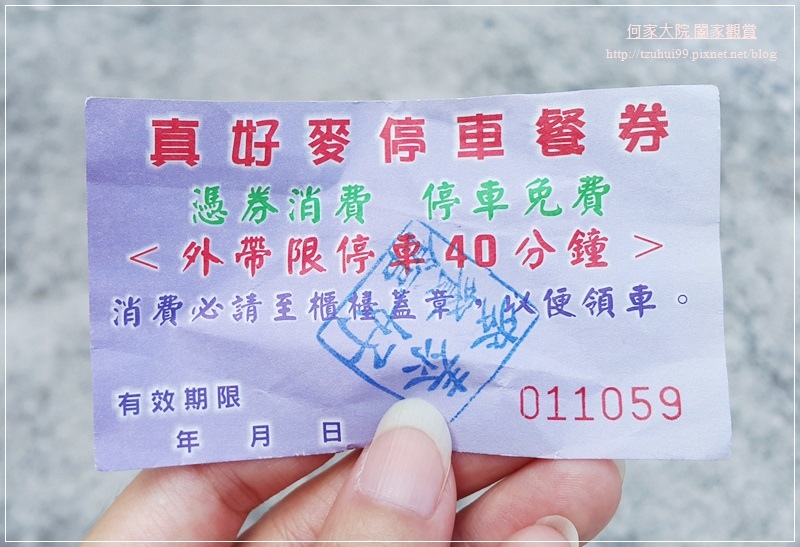 何家大院 闔家觀賞
http://tzuhui99.pixnet.net/blog
真好麥停車餐券
憑券消費 停車免費
<外帶限停車40分鐘>
消費必請至櫃檯蓋章，以便領車。
有效期限
年 月 日
011059